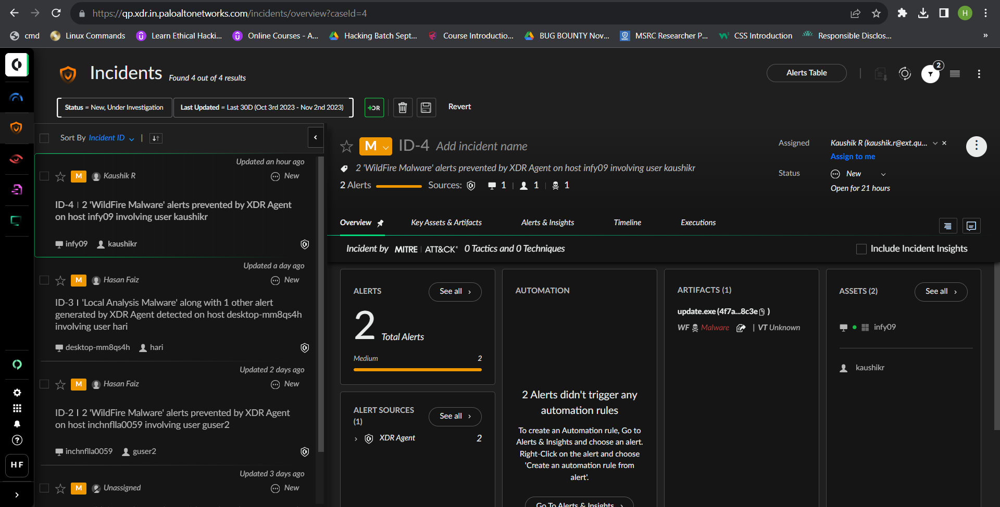 https://qp.xdr.in.paloaltonetworks.com/incidents/overview?caseId=4
H
cmd
Linux Commands
Learn Ethical Hacki...
Online Courses - A...
Hacking Batch Sept...
Course Introductio...
BUG BOUNTY Nov...
MSRC Researcher P...
CSS Introduction
Responsible Disclos...
»
Incidents
Found 4 out of 4 results
Alerts Table
2
Status = New, Under Investigation
Last Updated = Last 30D (Oct 3rd 2023 - Nov 2nd 2023)
+OR
Revert
Sort By Incident ID
Updated an hour ago
M
Kaushik R
New
ID-4 | 2 'WildFire Malware' alerts prevented by XDR Agent
on host infy09 involving user kaushikr
infy09
kaushikr
Updated a day ago
M
Hasan Faiz
New
ID-3 | 'Local Analysis Malware' along with 1 other alert
generated by XDR Agent detected on host desktop-mm8qs4h
involving user hari
desktop-mm8qs4h
hari
Updated 2 days ago
M
Hasan Faiz
New
ID-2 | 2 'WildFire Malware' alerts prevented by XDR Agent
on host inchnflla0059 involving user guser2
inchnflla0059
guser2
Updated 3 days ago
M
Unassigned
New
HF
M
ID-4
Add incident name
2 'WildFire Malware' alerts prevented by XDR Agent on host infy09 involving user kaushikr
2 Alerts
Sources:
1
1
1
Assigned
Kaushik R (kaushik.r@ext.qu...
Assign to me
Status
New
Open for 21 hours
Overview
Key Assets & Artifacts
Alerts & Insights
Timeline
Executions
Incident by MITRE | ATT&CK® 0 Tactics and 0 Techniques
Include Incident Insights
ALERTS
See all
2 Total Alerts
Medium
2
ALERT SOURCES
(1)
See all
XDR Agent
2
AUTOMATION
2 Alerts didn't trigger any
automation rules
To create an Automation rule, Go to
Alerts & Insights and choose an alert.
Right-Click on the alert and choose
'Create an automation rule from
alert'.
Go To Alerts & Insights
ARTIFACTS (1)
update.exe (4f7a...8c3e )
WF Malware | VT Unknown
ASSETS (2)
See all
infy09
kaushikr